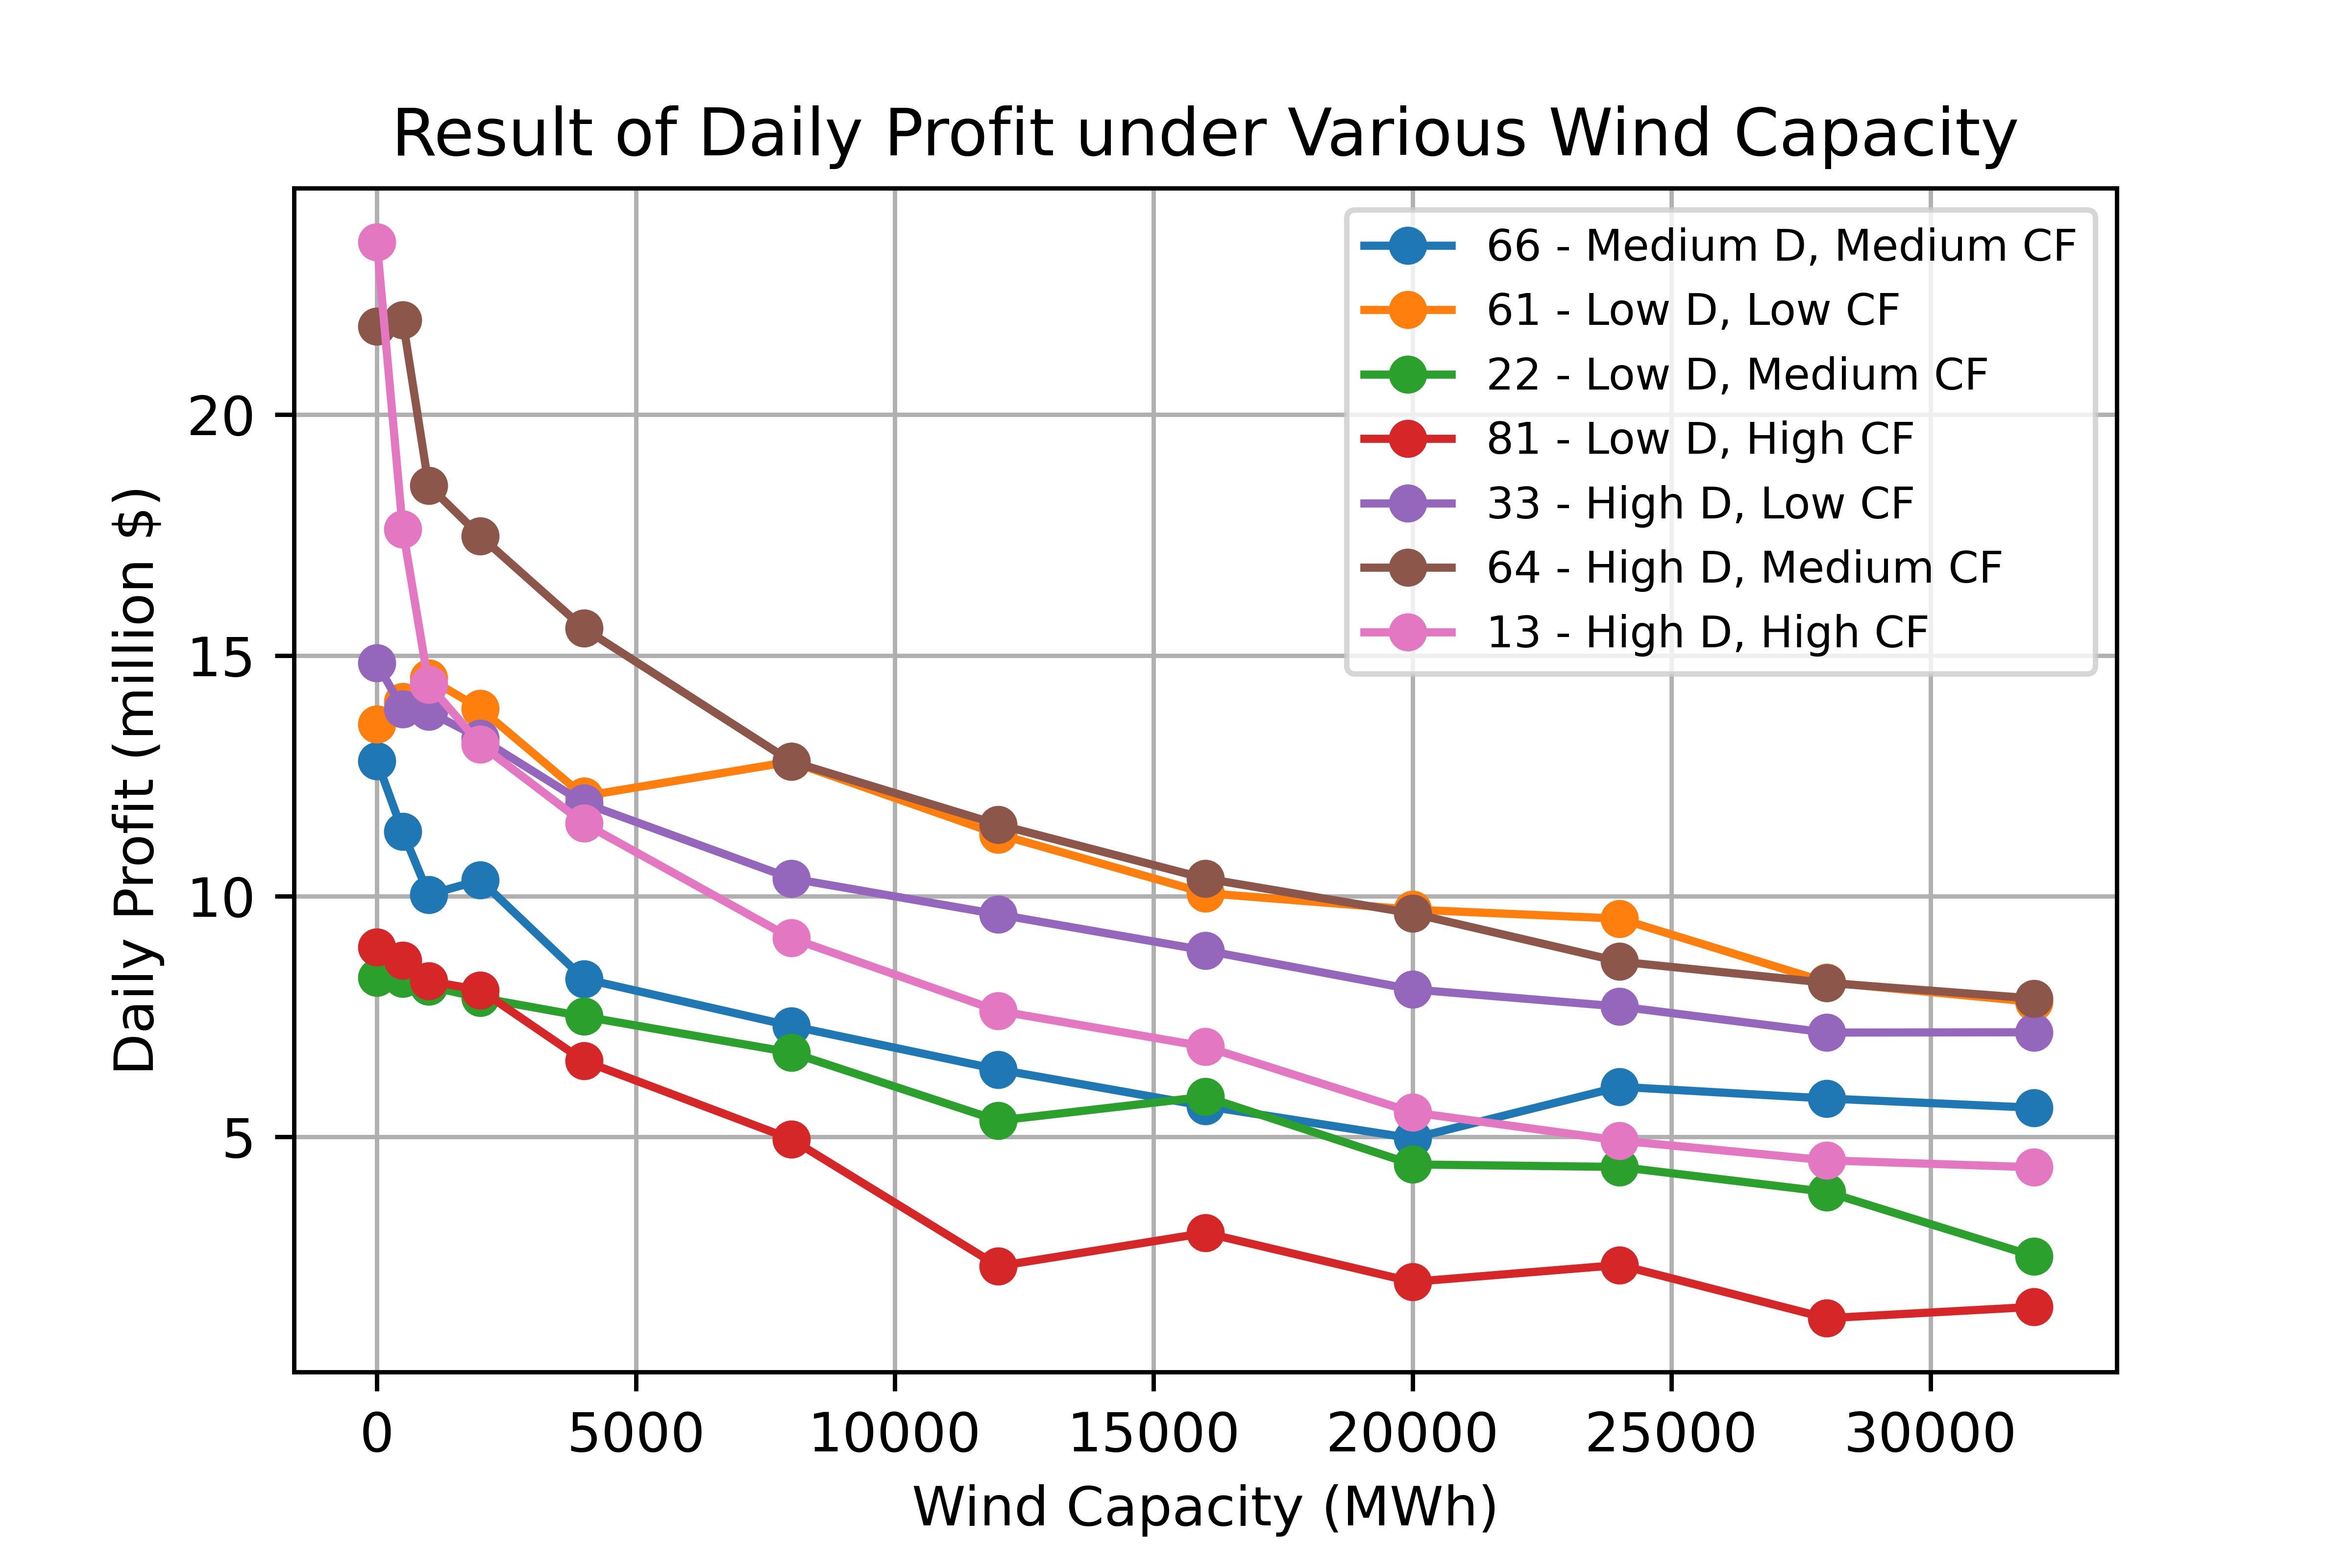 Result of Daily Profit under Various Wind Capacity
66 - Medium D, Medium CF
61 - Low D, Low CF
22 - Low D, Medium CF
81 - Low D, High CF
33 - High D, Low CF
64 - High D, Medium CF
13 - High D, High CF
Daily Profit (million $)
20
15
10
5
0 5000 10000 15000 20000 25000 30000
Wind Capacity (MWh)